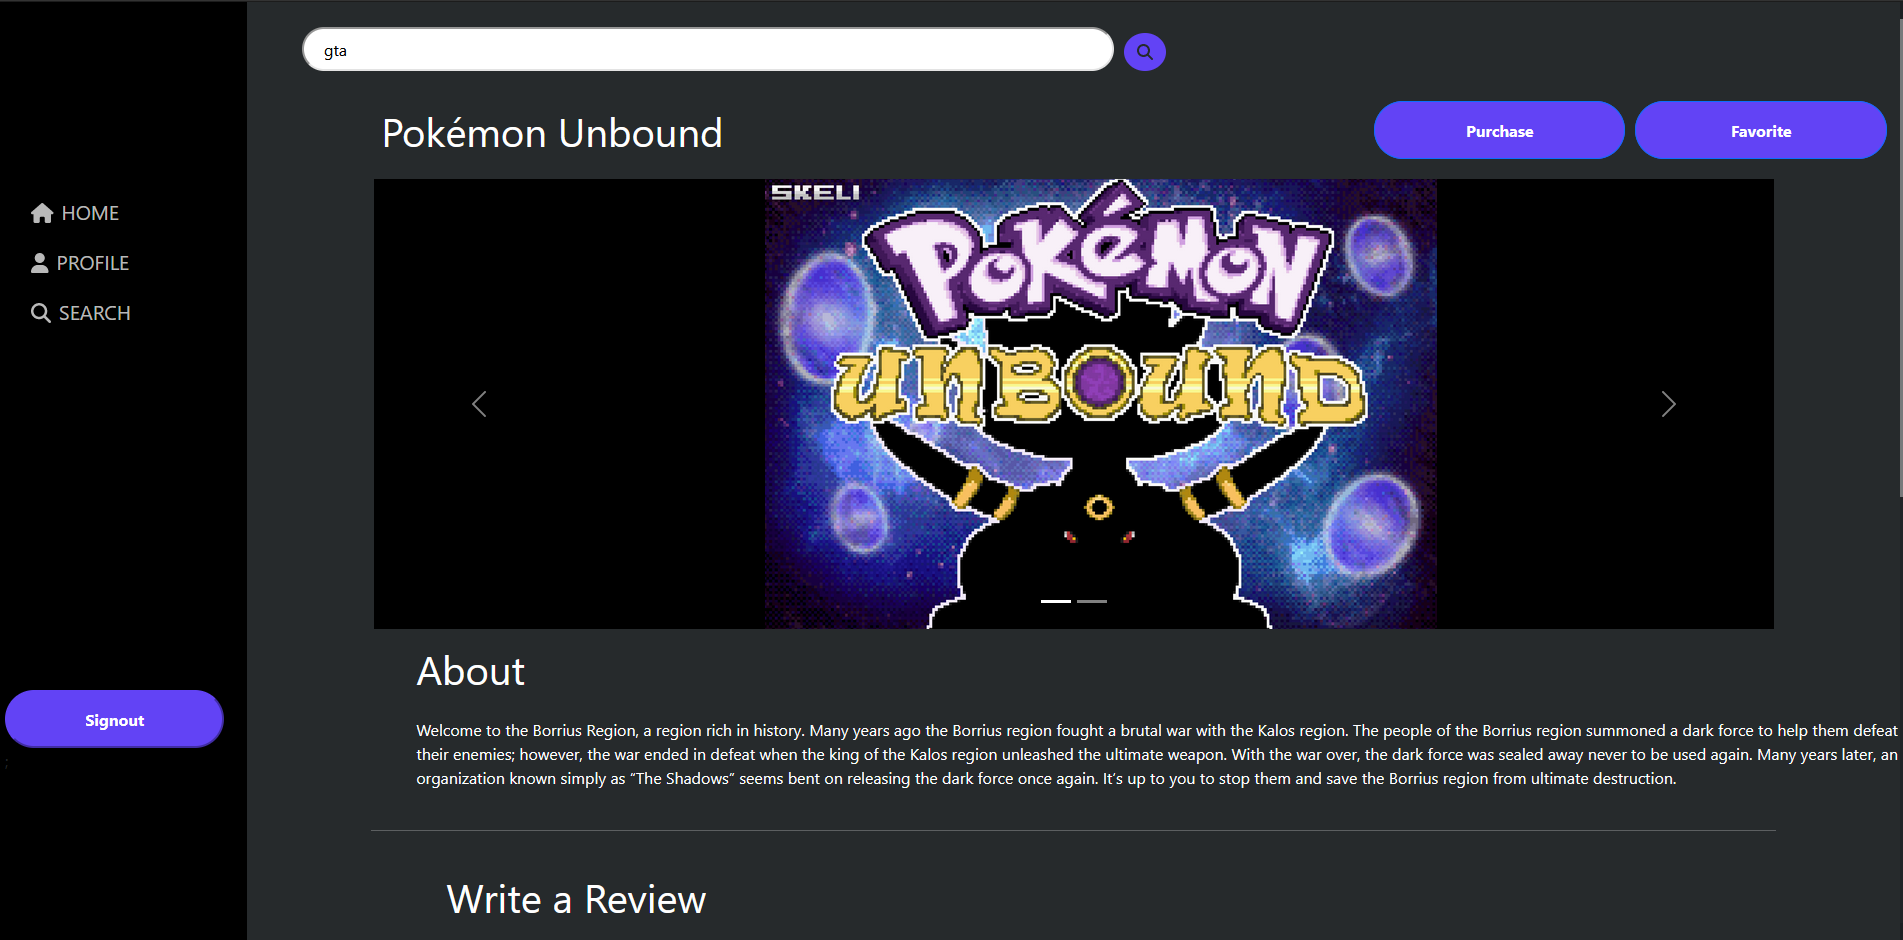 gta
Pokémon Unbound
Purchase
Favorite
SKELI
POKéMON
UNBOUND
HOME
PROFILE
SEARCH
Signout
;
About
Welcome to the Borrius Region, a region rich in history. Many years ago the Borrius region fought a brutal war with the Kalos region. The people of the Borrius region summoned a dark force to help them defeat
their enemies; however, the war ended in defeat when the king of the Kalos region unleashed the ultimate weapon. With the war over, the dark force was sealed away never to be used again. Many years later, an
organization known simply as “The Shadows” seems bent on releasing the dark force once again. It’s up to you to stop them and save the Borrius region from ultimate destruction.
Write a Review